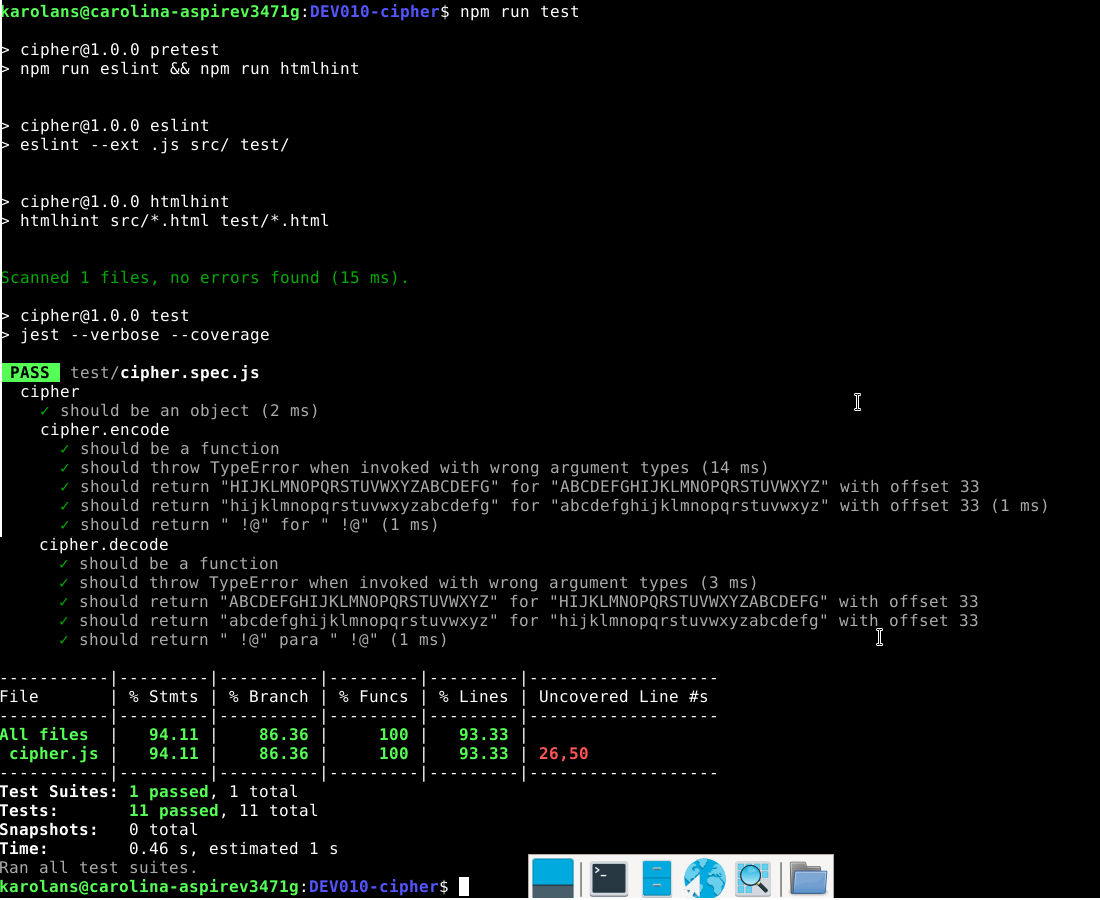 karolans@carolina-aspirev3471g:DEV010-cipher$ npm run test
> cipher@1.0.0 pretest
> npm run eslint && npm run htmlhint
> cipher@1.0.0 eslint
> eslint --ext .js src/ test/
> cipher@1.0.0 htmlhint
> htmlhint src/*.html test/*.html
Scanned 1 files, no errors found (15 ms).
> cipher@1.0.0 test
> jest --verbose --coverage
PASS test/cipher.spec.js
cipher
✓ should be an object (2 ms)
cipher.encode
✓ should be a function
✓ should throw TypeError when invoked with wrong argument types (14 ms)
✓ should return "HIJKLMNOPQRSTUVWXYZABCDEFG" for "ABCDEFGHIJKLMNOPQRSTUVWXYZ" with offset 33
✓ should return "hijklmnopqrstuvwxyzabcdefg" for "abcdefghijklmnopqrstuvwxyz" with offset 33 (1 ms)
✓ should return " !@" for " !@" (1 ms)
cipher.decode
✓ should be a function
✓ should throw TypeError when invoked with wrong argument types (3 ms)
✓ should return "ABCDEFGHIJKLMNOPQRSTUVWXYZ" for "HIJKLMNOPQRSTUVWXYZABCDEFG" with offset 33
✓ should return "abcdefghijklmnopqrstuvwxyz" for "hijklmnopqrstuvwxyzabcdefg" with offset 33
✓ should return " !@" para " !@" (1 ms)
-----------|---------|----------|---------|---------|-------------------
File       | % Stmts | % Branch | % Funcs | % Lines | Uncovered Line #s
-----------|---------|----------|---------|---------|-------------------
All files  |   94.11 |    86.36 |     100 |   93.33 |
 cipher.js |   94.11 |    86.36 |     100 |   93.33 | 26,50
-----------|---------|----------|---------|---------|-------------------
Test Suites: 1 passed, 1 total
Tests:       11 passed, 11 total
Snapshots:   0 total
Time:        0.46 s, estimated 1 s
Ran all test suites.
karolans@carolina-aspirev3471g:DEV010-cipher$